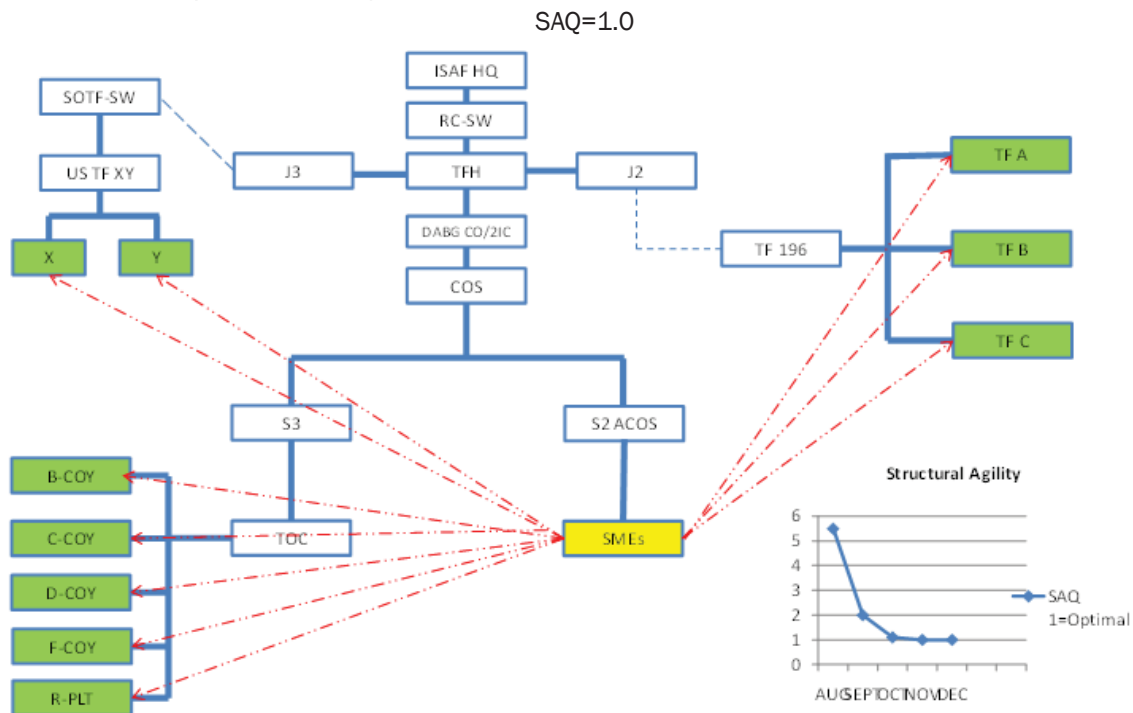 SAQ=1.0
ISAF HQ
SOTF-SW
RC-SW
TF A
US TF XY
J3
TFH
J2
DABG CO/2IC
TF 196
TF B
X
Y
COS
TF C
S3
S2 ACOS
B-COY
Structural Agility
C-COY
TOC
SMEs
D-COY
F-COY
R-PLT
6
5
4
3
2
1
0
SAQ
1=Optimal
AUG SEPT OCT NOV DEC